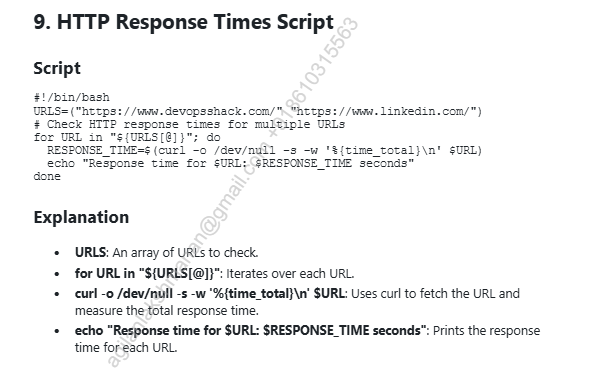 9. HTTP Response Times Script
Script
#!/bin/bash
URLS=("https://www.devopsshack.com/" "https://www.linkedin.com/")
# Check HTTP response times for multiple URLs
for URL in "${URLS[@]}"; do
  RESPONSE_TIME=$(curl -o /dev/null -s -w '%{time_total}\n' $URL)
  echo "Response time for $URL: $RESPONSE_TIME seconds"
done
Explanation
• URLS: An array of URLs to check.
• for URL in "${URLS[@]}": Iterates over each URL.
• curl -o /dev/null -s -w '%{time_total}\n' $URL: Uses curl to fetch the URL and
measure the total response time.
• echo "Response time for $URL: $RESPONSE_TIME seconds": Prints the response
time for each URL.